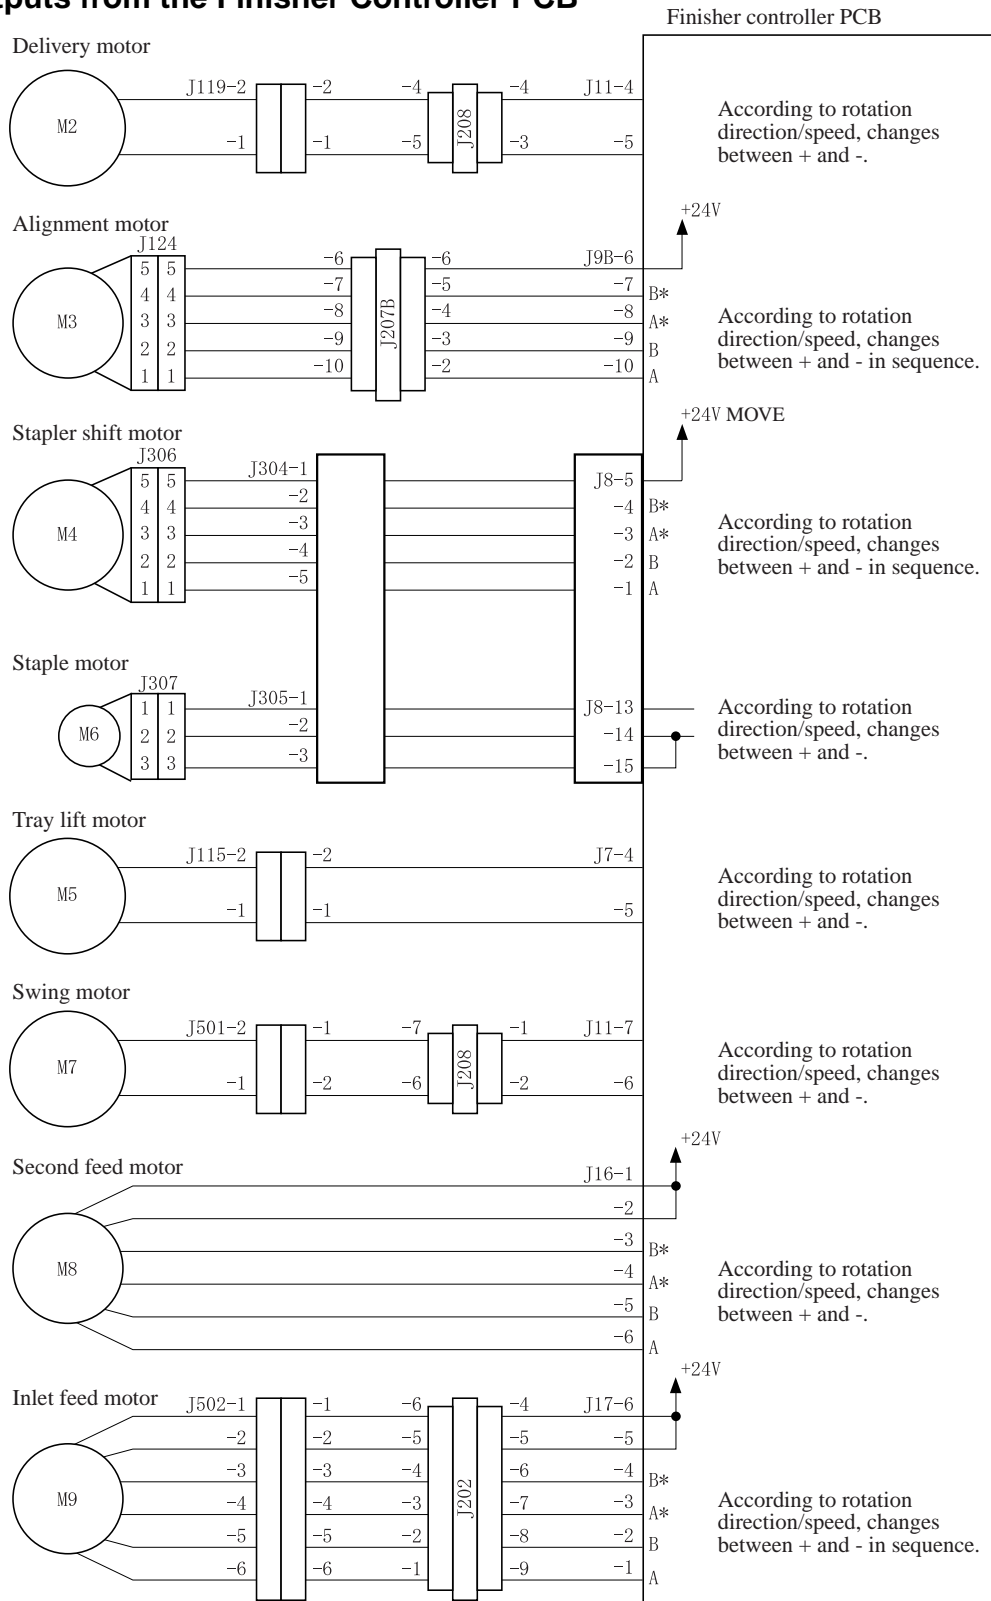 puts from the Finisher Controller PCB
Finisher controller PCB
Delivery motor
M2
J119-2 -2 -4 J208 -4 J11-4
-1 -1 -5 -3 -5
According to rotation
direction/speed, changes
between + and -.
Alignment motor
+24V
M3
J124
5 5 -6 J207B -6 J9B-6
4 4 -7 -5 -7 B*
3 3 -8 -4 -8 A*
2 2 -9 -3 -9 B
1 1 -10 -2 -10 A
According to rotation
direction/speed, changes
between + and - in sequence.
+24V MOVE
Stapler shift motor
M4
J306
5 5 J304-1 J8-5
4 4 -2 -4 B*
3 3 -3 -3 A*
2 2 -4 -2 B
1 1 -5 -1 A
According to rotation
direction/speed, changes
between + and - in sequence.
Staple motor
M6
J307
1 1 J305-1 J8-13
2 2 -2 -14
3 3 -3 -15
According to rotation
direction/speed, changes
between + and -.
Tray lift motor
M5
J115-2 -2 J7-4
-1 -1 -5
According to rotation
direction/speed, changes
between + and -.
Swing motor
M7
J501-2 -1 -7 J208 -1 J11-7
-1 -2 -6 -2 -6
According to rotation
direction/speed, changes
between + and -.
+24V
Second feed motor
M8
J16-1
-2
-3 B*
-4 A*
-5 B
-6 A
According to rotation
direction/speed, changes
between + and -.
+24V
Inlet feed motor
M9
J502-1 -1 -6 J202 -4 J17-6
-2 -2 -5 -5 -5
-3 -3 -4 -6 -4 B*
-4 -4 -3 -7 -3 A*
-5 -5 -2 -8 -2 B
-6 -6 -1 -9 -1 A
According to rotation
direction/speed, changes
between + and - in sequence.